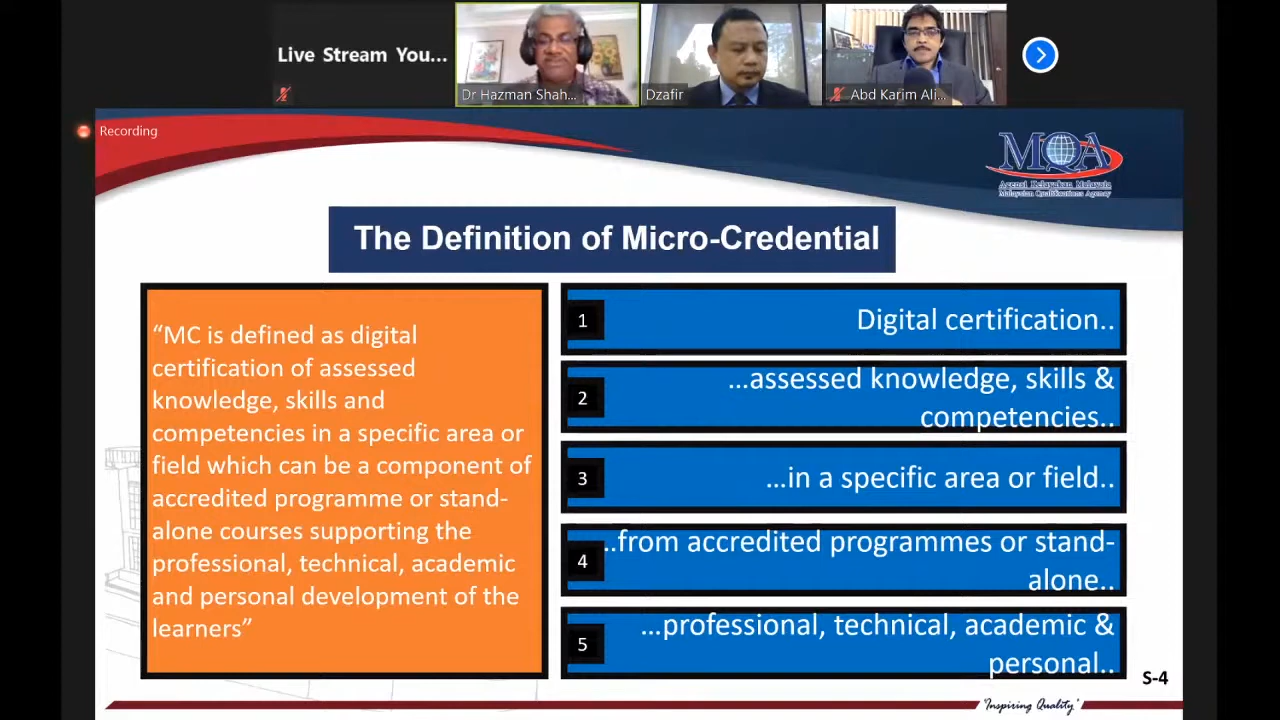 Live Stream You...
Dr Hazman Shah...
Dzafir
Abd Karim Ali...
Recording
MQA
Agensi Kelayakan Malaysia
Malaysian Qualifications Agency
The Definition of Micro-Credential
“MC is defined as digital
certification of assessed
knowledge, skills and
competencies in a specific area or
field which can be a component of
accredited programme or stand-
alone courses supporting the
professional, technical, academic
and personal development of the
learners”
1
Digital certification..
2
...assessed knowledge, skills &
competencies..
3
...in a specific area or field..
4
..from accredited programmes or stand-
alone..
5
...professional, technical, academic &
personal..
S-4
'Inspiring Quality'